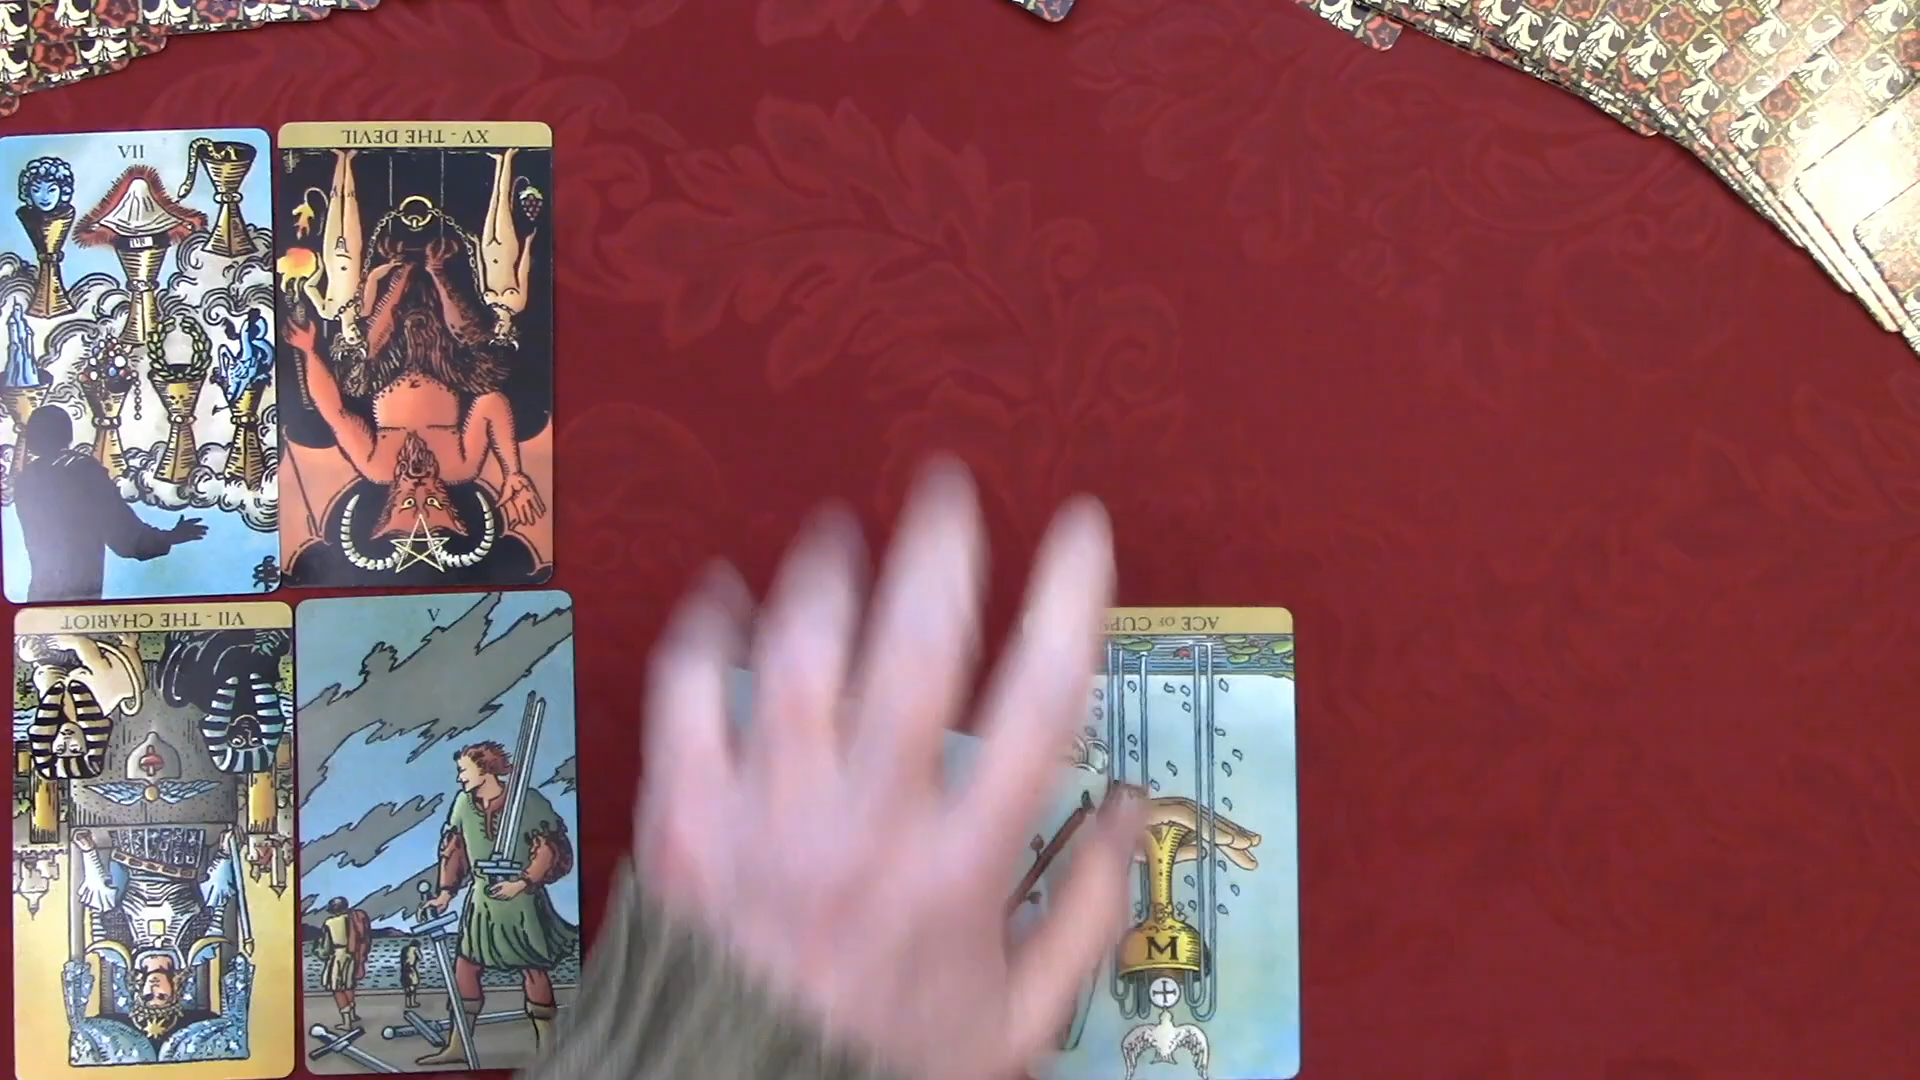 VII
XV - THE DEVIL
VII - THE CHARIOT
V
ACE OF CUPS
M